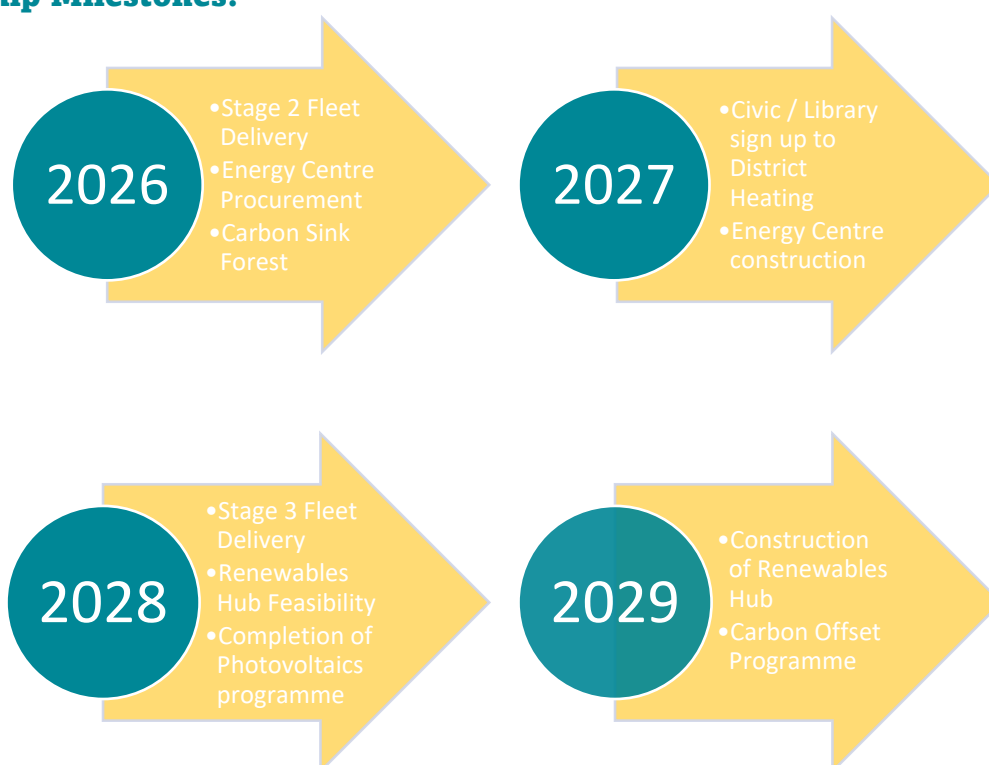 Milestones:
2026
•Stage 2 Fleet
Delivery
•Energy Centre
Procurement
•Carbon Sink
Forest
2027
•Civic / Library
sign up to
District
Heating
•Energy Centre
construction
2028
•Stage 3 Fleet
Delivery
•Renewables
Hub Feasibility
•Completion of
Photovoltaics
programme
2029
•Construction
of Renewables
Hub
•Carbon Offset
Programme